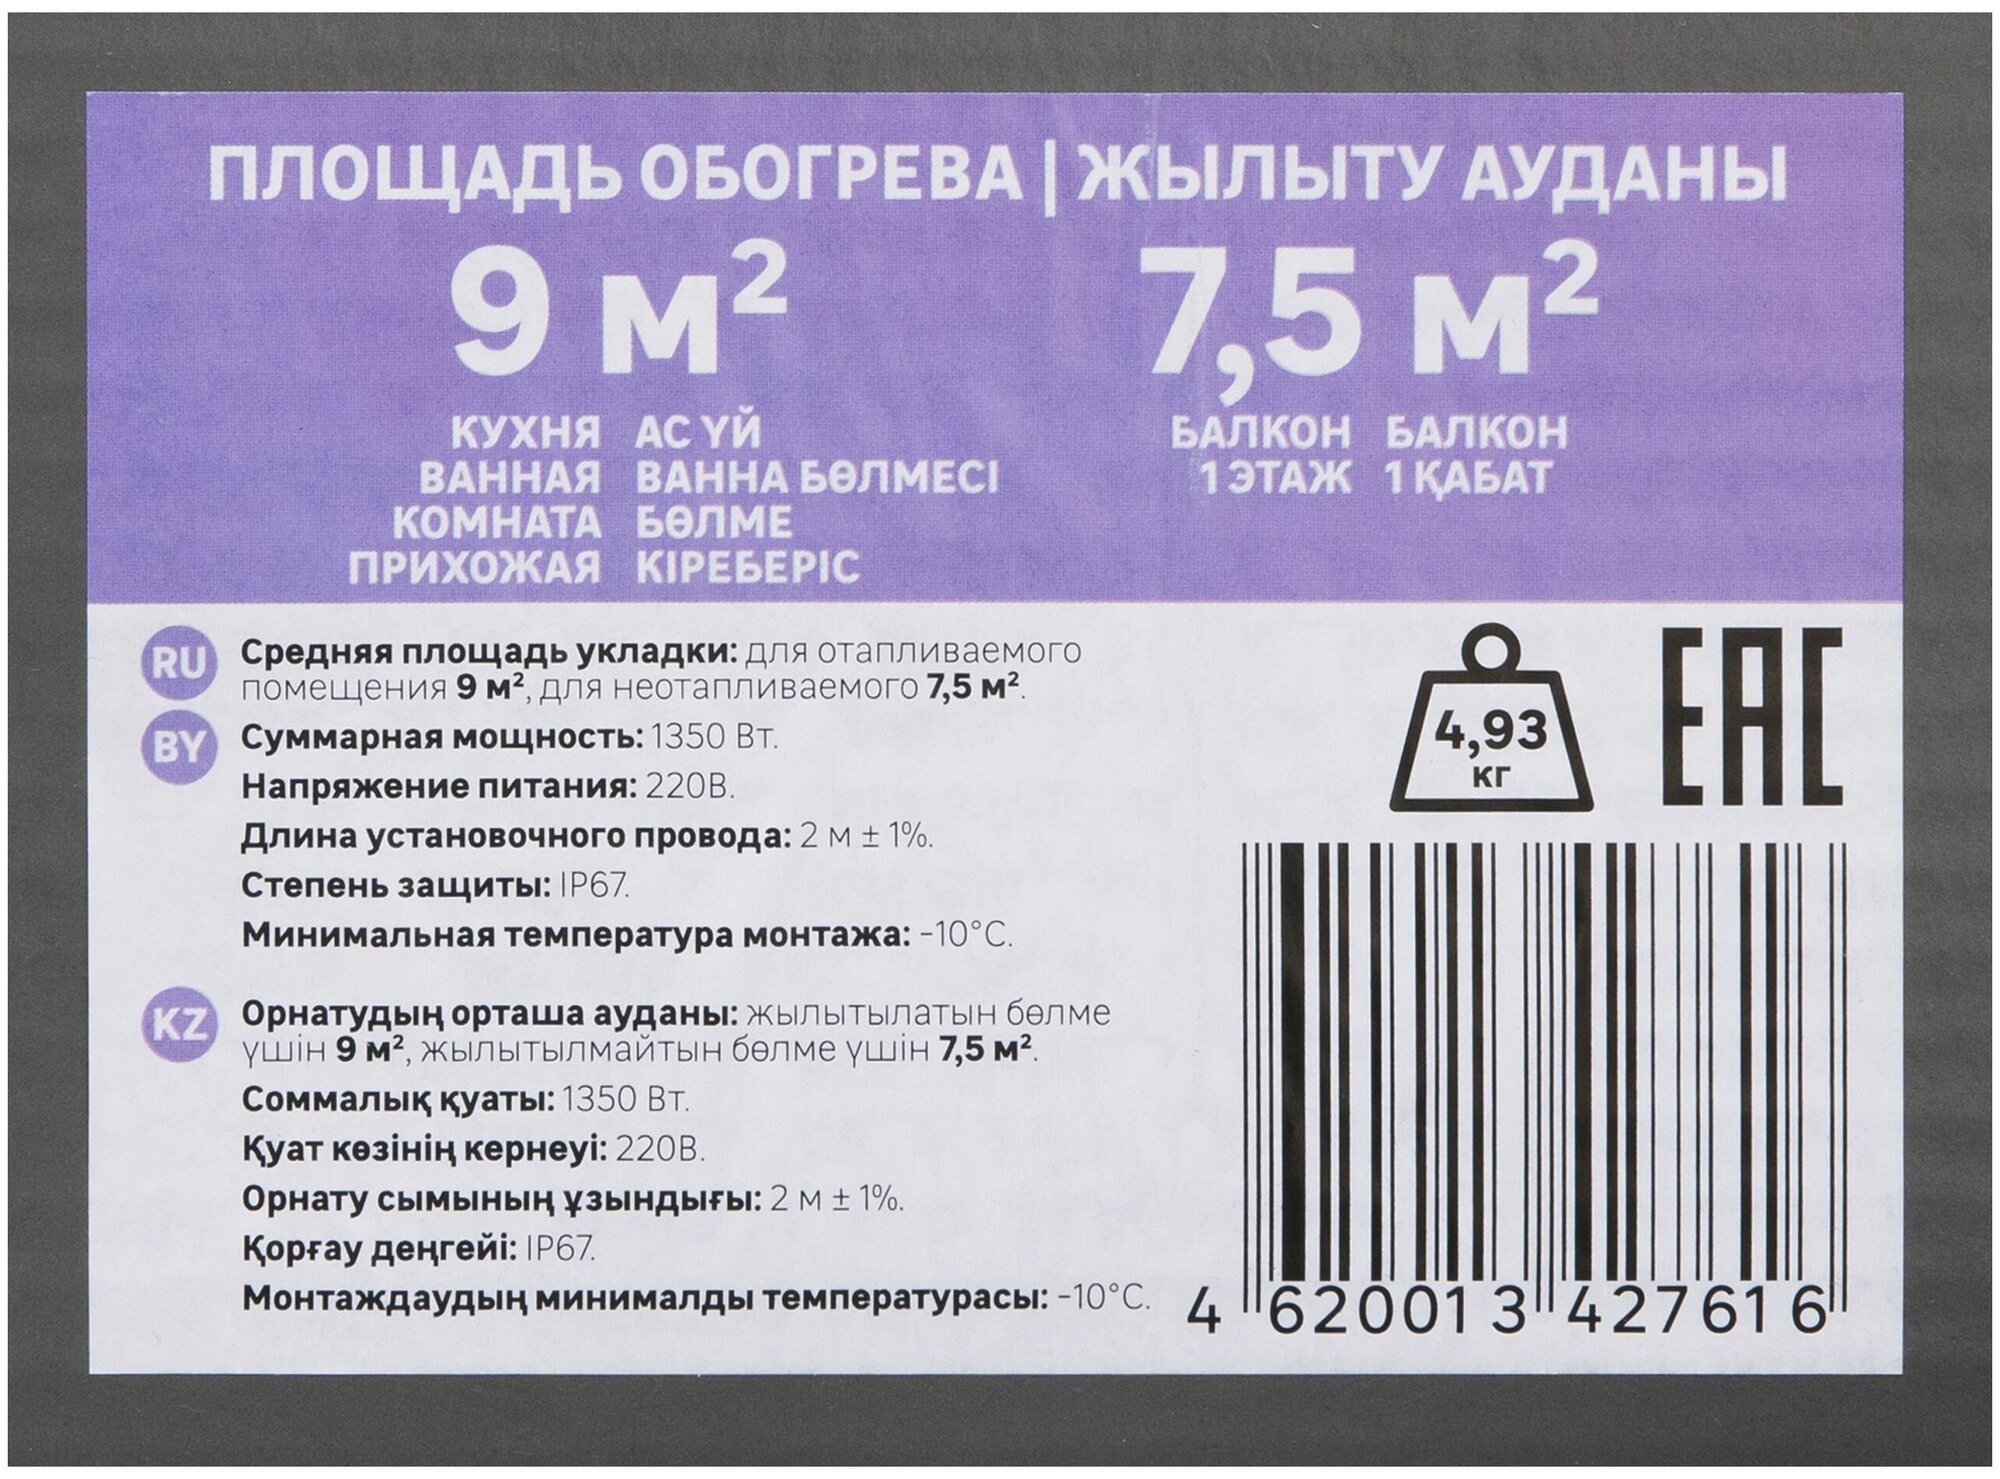 ПЛОЩАДЬ ОБОГРЕВА | ЖЫЛЫТУ АУДАНЫ
9 м² 7,5 м²
КУХНЯ АС ҮЙ
ВАННАЯ ВАННА БӨЛМЕСІ
КОМНАТА БӨЛМЕ
ПРИХОЖАЯ КІРЕБЕРІС
БАЛКОН БАЛКОН
1 ЭТАЖ 1 ҚАБАТ
RU
BY
Средняя площадь укладки: для отапливаемого
помещения 9 м², для неотапливаемого 7,5 м².
Суммарная мощность: 1350 Вт.
Напряжение питания: 220В.
Длина установочного провода: 2 м ± 1%.
Степень защиты: IP67.
Минимальная температура монтажа: -10°С.
KZ
Орнатудың орташа ауданы: жылытылатын бөлме
үшін 9 м², жылытылмайтын бөлме үшін 7,5 м².
Соммалық қуаты: 1350 Вт.
Қуат көзінің кернеуі: 220В.
Орнату сымының ұзындығы: 2 м ± 1%.
Қорғау деңгейі: IP67.
Монтаждаудың минималды температурасы: -10°С.
4,93
кг
EAC
4 620013 427616